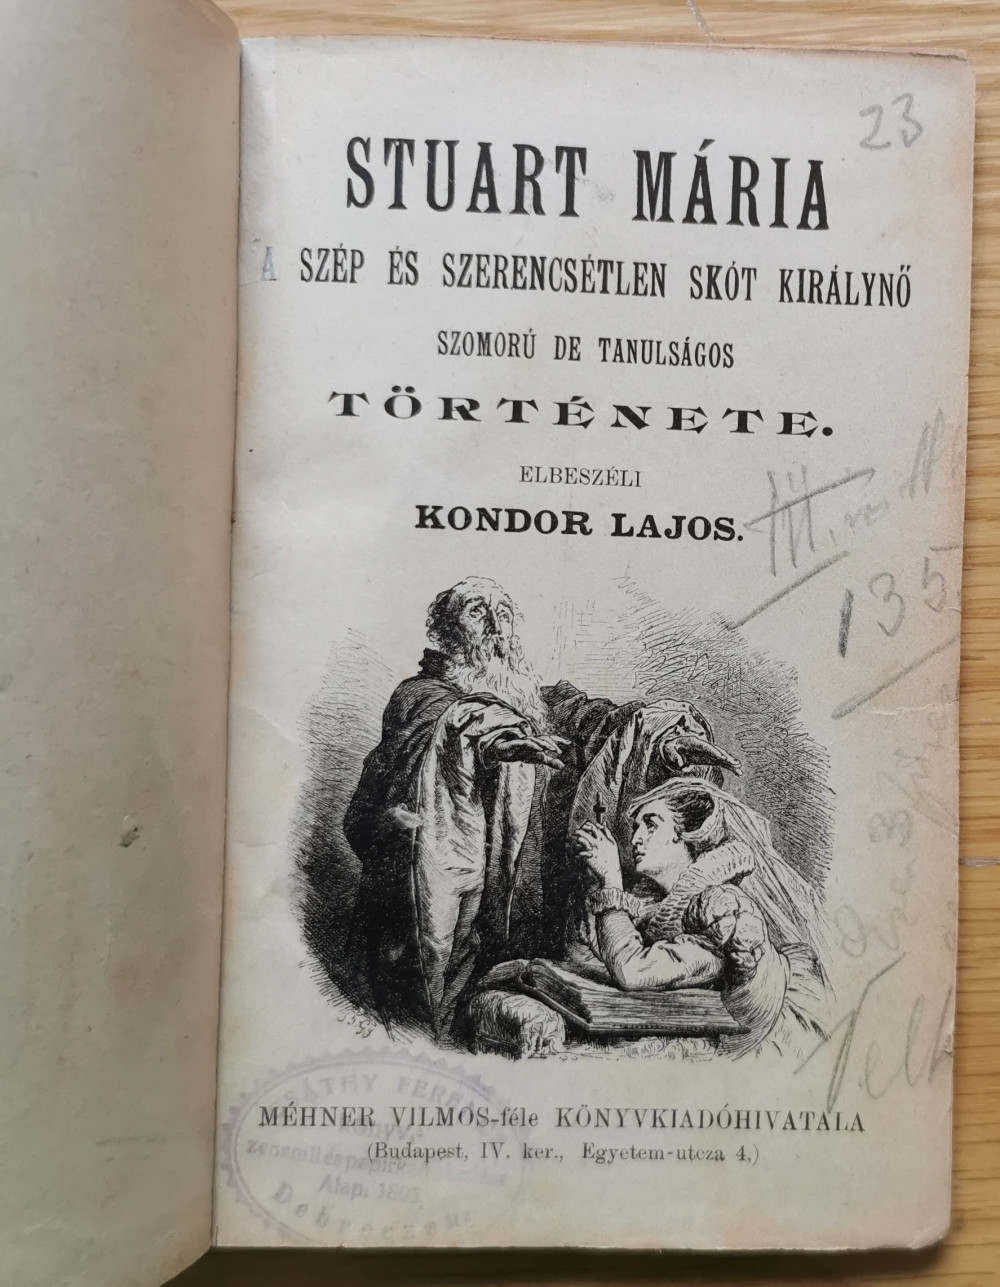 23
STUART MÁRIA
A SZÉP ÉS SZERENCSÉTLEN SKÓT KIRÁLYNŐ
SZOMORÚ DE TANULSÁGOS
TÖRTÉNETE.
ELBESZÉLI
KONDOR LAJOS.
135
MÉHNER VILMOS-féle KÖNYVKIADÓHIVATALA
(Budapest, IV. ker., Egyetem-utcza 4,)
Debreczen